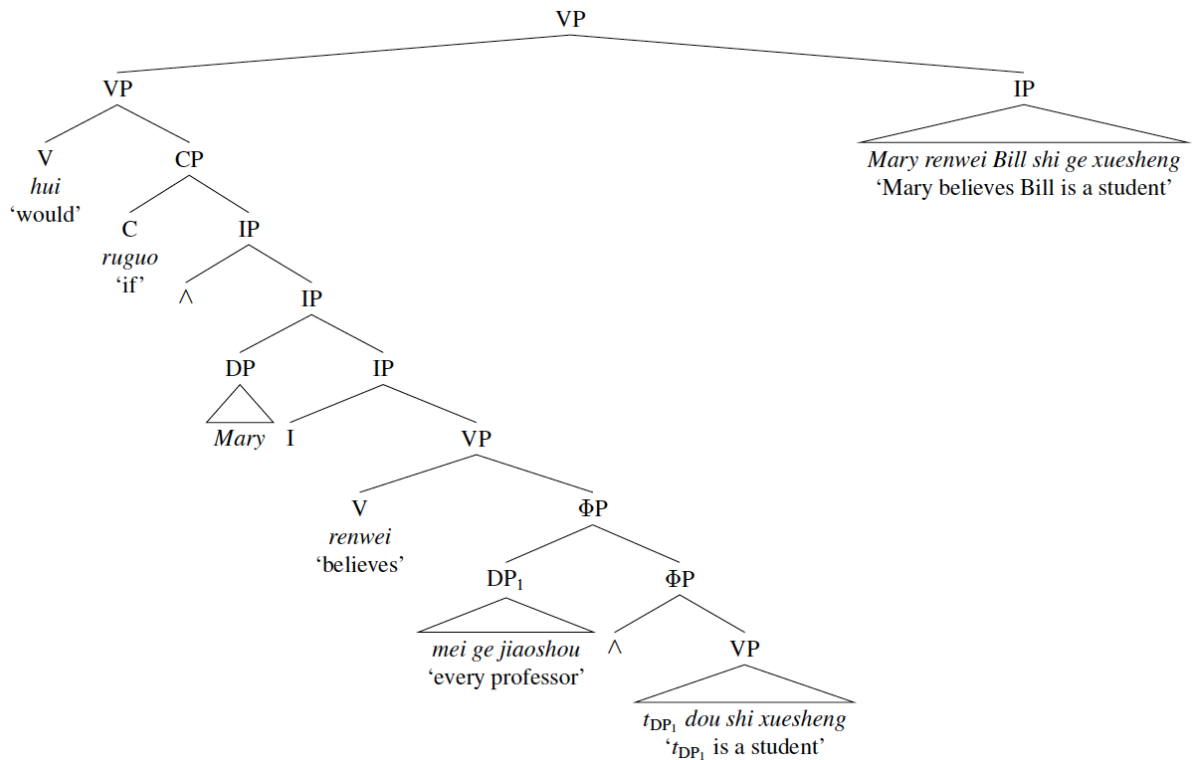 VP
VP IP
V CP Mary renwei Bill shi ge xuesheng
hui ‘Mary believes Bill is a student’
‘would’ C IP
ruguo
‘if’ ^ IP
DP IP
Mary I VP
V ΦP
renwei
‘believes’ DP₁ ΦP
mei ge jiaoshou ^ VP
‘every professor’
t_DP₁ dou shi xuesheng
‘t_DP₁ is a student’